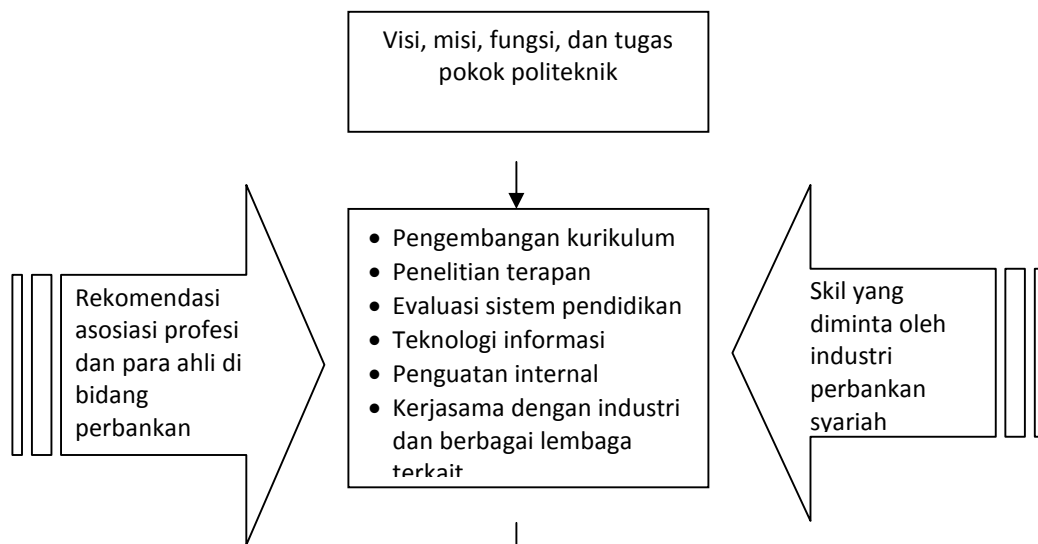 Visi, misi, fungsi, dan tugas
pokok politeknik
Rekomendasi
asosiasi profesi
dan para ahli di
bidang
perbankan
• Pengembangan kurikulum
• Penelitian terapan
• Evaluasi sistem pendidikan
• Teknologi informasi
• Penguatan internal
• Kerjasama dengan industri
dan berbagai lembaga
terkait
Skil yang
diminta oleh
industri
perbankan
syariah